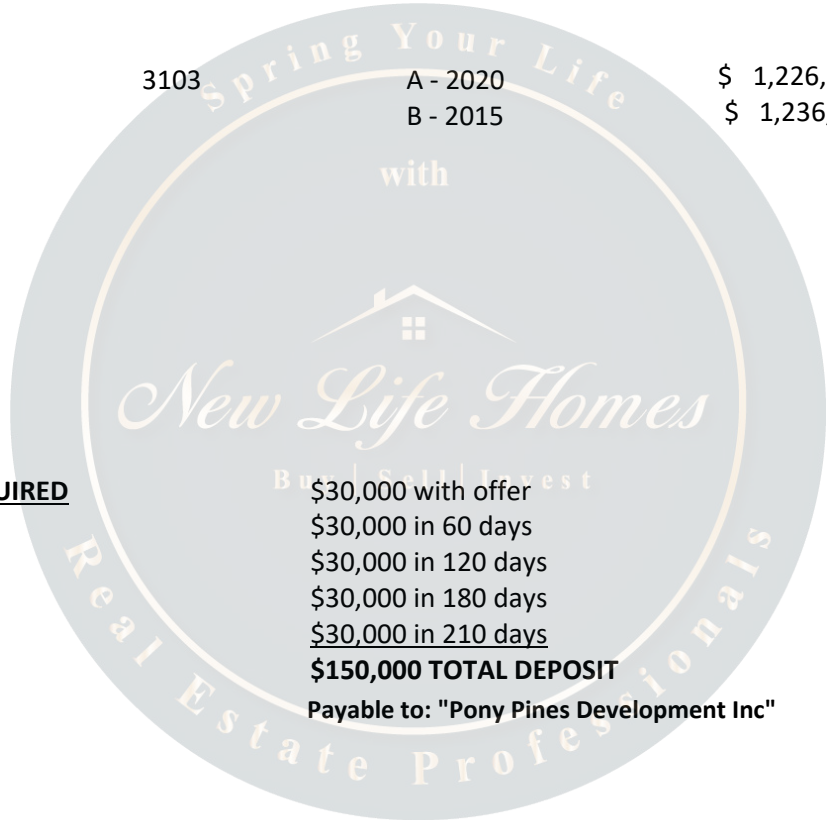 Spring Your Life
3103 A - 2020 $ 1,226,
B - 2015 $ 1,236,
with
New Life Homes
Buy | Sell | Invest
UIRED $30,000 with offer
$30,000 in 60 days
$30,000 in 120 days
$30,000 in 180 days
$30,000 in 210 days
$150,000 TOTAL DEPOSIT
Payable to: "Pony Pines Development Inc"
Real Estate Professionals